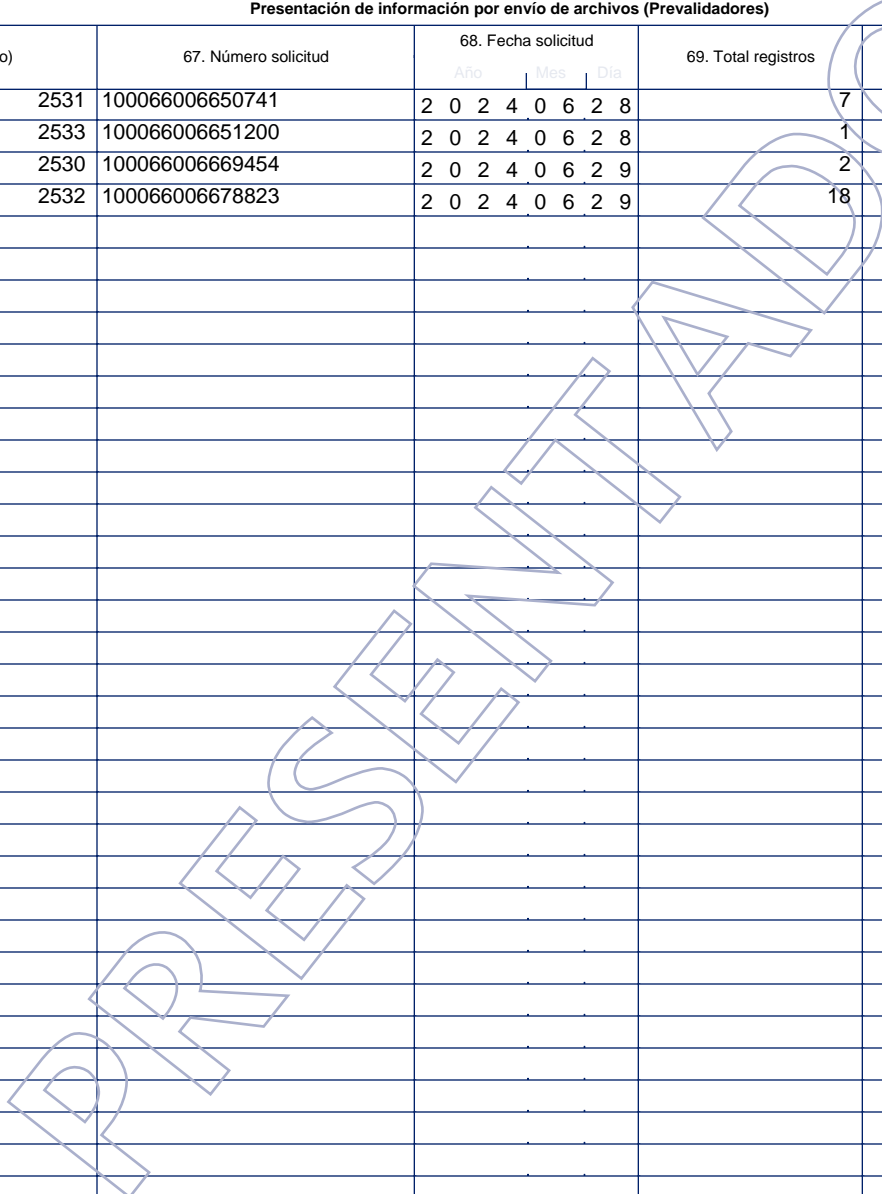 Presentación de información por envío de archivos (Prevalidadores)
o) 67. Número solicitud 68. Fecha solicitud 69. Total registros
Año Mes Día
2531 100066006650741 2 0 2 4 0 6 2 8 7
2533 100066006651200 2 0 2 4 0 6 2 8 1
2530 100066006669454 2 0 2 4 0 6 2 9 2
2532 100066006678823 2 0 2 4 0 6 2 9 18
PRESENTADO